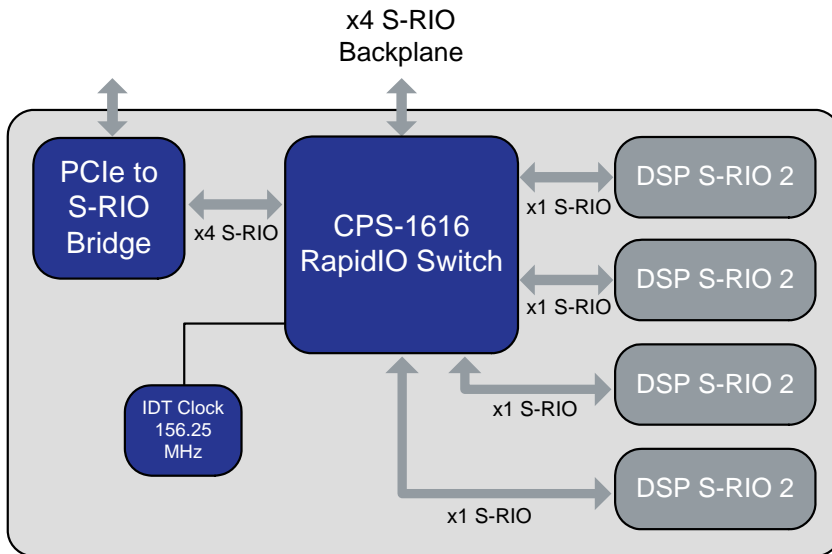 x4 S-RIO
Backplane
PCIe to
S-RIO
Bridge
x4 S-RIO
CPS-1616
RapidIO Switch
x1 S-RIO
DSP S-RIO 2
x1 S-RIO
DSP S-RIO 2
x1 S-RIO
DSP S-RIO 2
x1 S-RIO
DSP S-RIO 2
IDT Clock
156.25
MHz